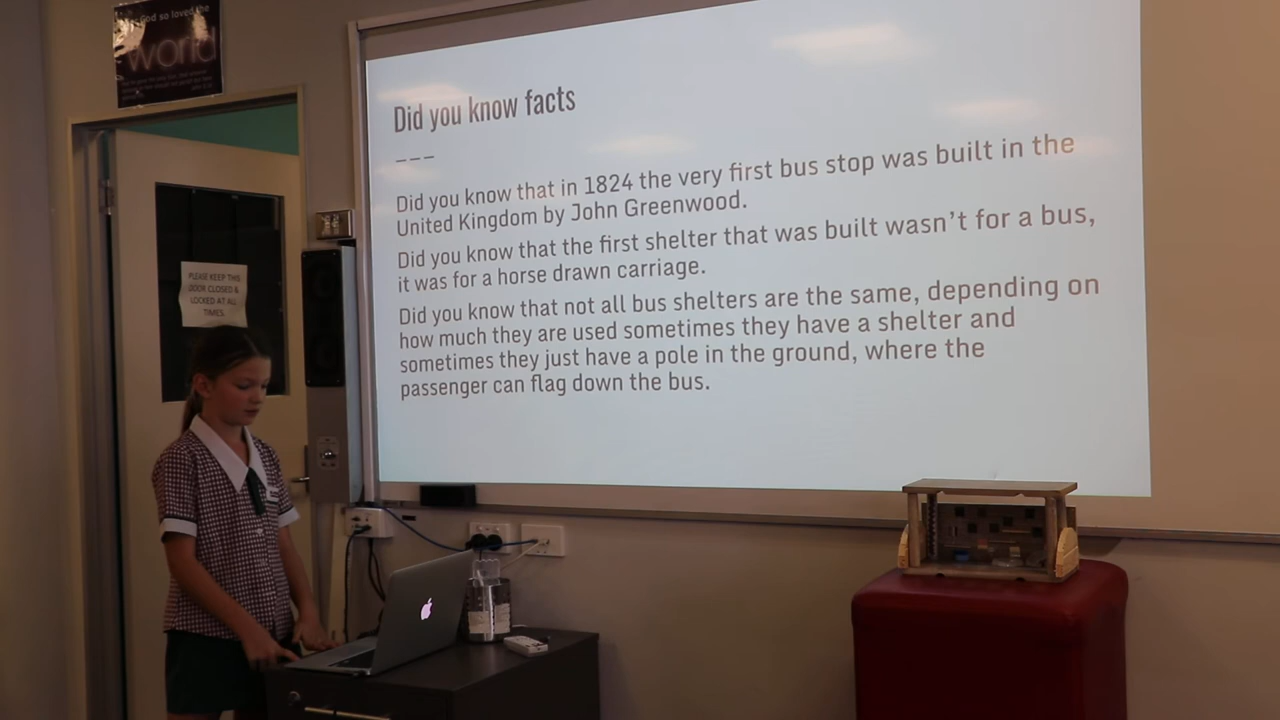 God so loved the
world
Did you know facts
Did you know that in 1824 the very first bus stop was built in the
United Kingdom by John Greenwood.
Did you know that the first shelter that was built wasn't for a bus,
it was for a horse drawn carriage.
Did you know that not all bus shelters are the same, depending on
how much they are used sometimes they have a shelter and
sometimes they just have a pole in the ground, where the
passenger can flag down the bus.
PLEASE KEEP THIS
DOOR CLOSED &
LOCKED AT ALL
TIMES.